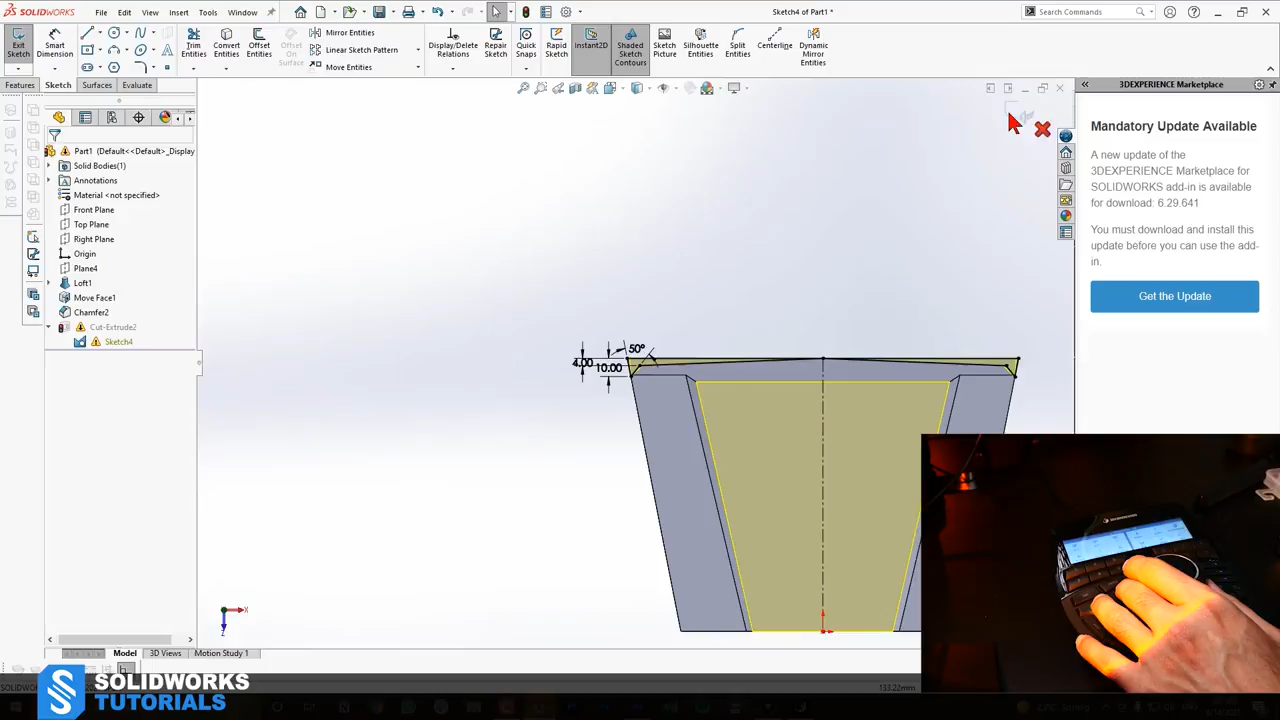 SOLIDWORKS
File
Edit
View
Insert
Tools
Window
Sketch4 of Part1 *
Search Commands
Exit Sketch
Smart Dimension
Trim Entities
Convert Entities
Offset Entities
Offset On Surface
Mirror Entities
Linear Sketch Pattern
Move Entities
Display/Delete Relations
Repair Sketch
Quick Snaps
Rapid Sketch
Instant2D
Shaded Sketch Contours
Sketch Picture
Silhouette Entities
Split Entities
Centerline
Dynamic Mirror Entities
Features
Sketch
Surfaces
Evaluate
Part1 (Default<<Default>_Display
Solid Bodies(1)
Annotations
Material <not specified>
Front Plane
Top Plane
Right Plane
Origin
Plane4
Loft1
Move Face1
Chamfer2
Cut-Extrude2
Sketch4
50°
4.00
10.00
X
Z
3DEXPERIENCE Marketplace
Mandatory Update Available
A new update of the
3DEXPERIENCE Marketplace for
SOLIDWORKS add-in is available
for download: 6.29.641
You must download and install this
update before you can use the add-
in.
Get the Update
Model
3D Views
Motion Study 1
133.22mm
SOLIDWORKS
TUTORIALS